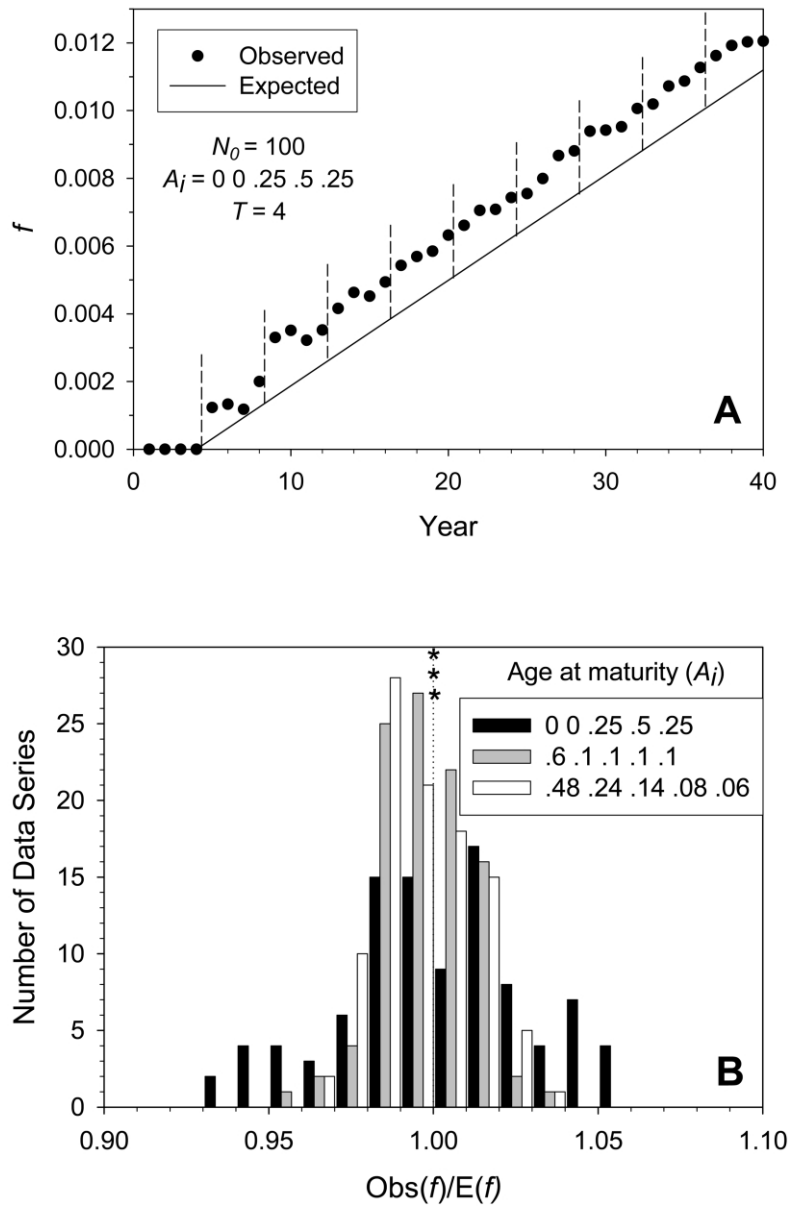 0.012
0.010
0.008
0.006
0.004
0.002
0.000
f
Observed
Expected
N0 = 100
Ai = 0 0 .25 .5 .25
T = 4
A
0 10 20 30 40
Year
30
25
20
15
10
5
0
Number of Data Series
* * *
Age at maturity (Ai)
0 0 .25 .5 .25
.6 .1 .1 .1 .1
.48 .24 .14 .08 .06
B
0.90 0.95 1.00 1.05 1.10
Obs(f)/E(f)